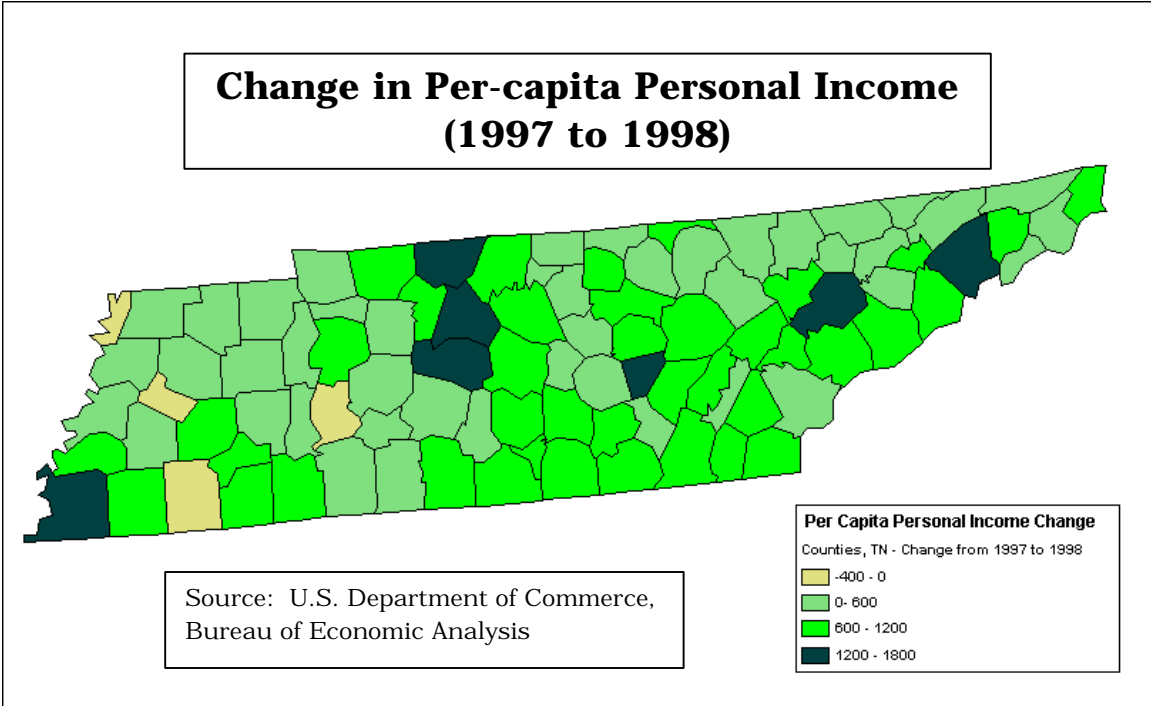 Change in Per-capita Personal Income
(1997 to 1998)
Source: U.S. Department of Commerce,
Bureau of Economic Analysis
Per Capita Personal Income Change
Counties, TN - Change from 1997 to 1998
-400 - 0
0- 600
600 - 1200
1200 - 1800